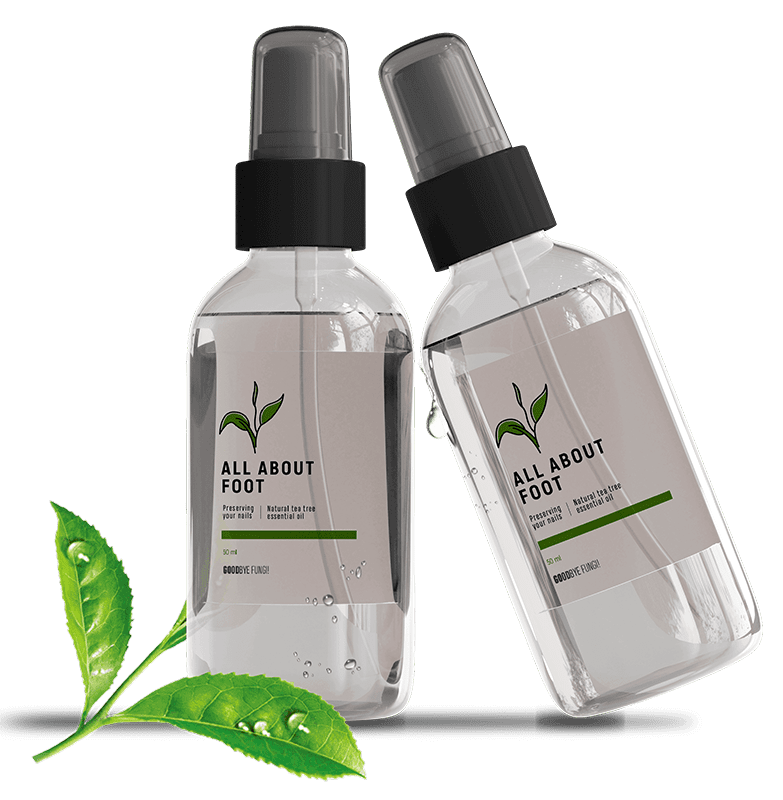 ALL ABOUT
FOOT
Preserving
your nails
Natural tea tree
essential oil
50 ml
GOODBYE FUNGI!
ALL ABOUT
FOOT
Preserving
your nails
Natural tea tree
essential oil
50 ml
GOODBYE FUNGI!